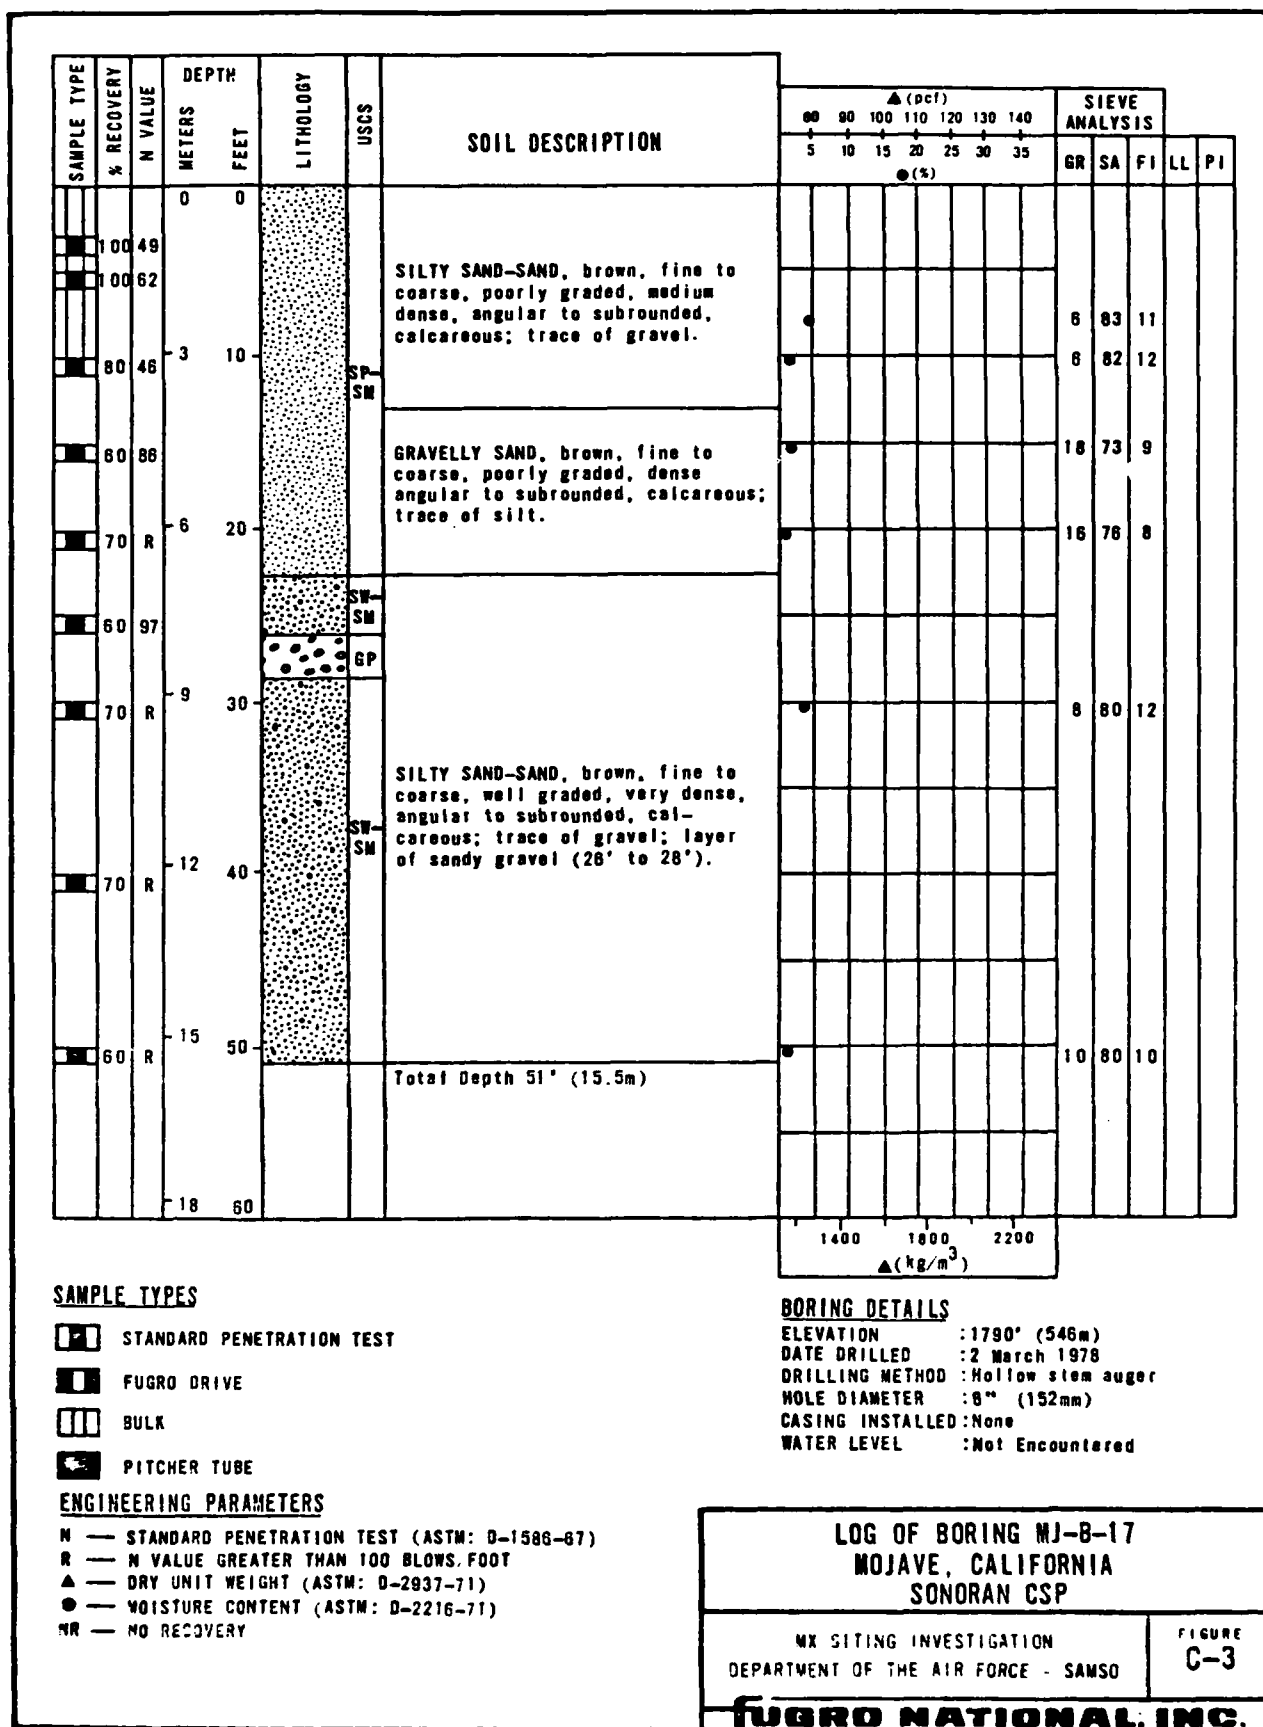 SAMPLE TYPE
% RECOVERY
N VALUE
DEPTH
METERS
FEET
LITHOLOGY
USCS
SOIL DESCRIPTION
▲(pcf)
80 90 100 110 120 130 140
5 10 15 20 25 30 35
●(%)
SIEVE
ANALYSIS
GR SA FI LL PI
0 0
100 49
100 62
SILTY SAND-SAND, brown, fine to
coarse, poorly graded, medium
dense, angular to subrounded,
calcareous; trace of gravel.
6 83 11
3 10
80 46
6 82 12
SP-
SM
80 86
GRAVELLY SAND, brown, fine to
coarse, poorly graded, dense
angular to subrounded, calcareous;
trace of silt.
18 73 9
6 20
70 R
16 76 8
SW-
SM
60 97
GP
9 30
70 R
8 80 12
SILTY SAND-SAND, brown, fine to
coarse, well graded, very dense,
angular to subrounded, cal-
careous; trace of gravel; layer
of sandy gravel (26' to 28').
SW-
SM
12 40
70 R
15 50
60 R
10 80 10
Total Depth 51' (15.5m)
18 60
1400 1800 2200
▲(kg/m³)
SAMPLE TYPES
STANDARD PENETRATION TEST
FUGRO DRIVE
BULK
PITCHER TUBE
ENGINEERING PARAMETERS
N — STANDARD PENETRATION TEST (ASTM: D-1586-67)
R — N VALUE GREATER THAN 100 BLOWS/FOOT
▲ — DRY UNIT WEIGHT (ASTM: D-2937-71)
● — MOISTURE CONTENT (ASTM: D-2216-71)
NR — NO RECOVERY
BORING DETAILS
ELEVATION :1790' (546m)
DATE DRILLED :2 March 1978
DRILLING METHOD :Hollow stem auger
HOLE DIAMETER :6" (152mm)
CASING INSTALLED :None
WATER LEVEL :Not Encountered
LOG OF BORING MJ-B-17
MOJAVE, CALIFORNIA
SONORAN CSP
MX SITING INVESTIGATION
DEPARTMENT OF THE AIR FORCE - SAMSO
FIGURE
C-3
FUGRO NATIONAL, INC.